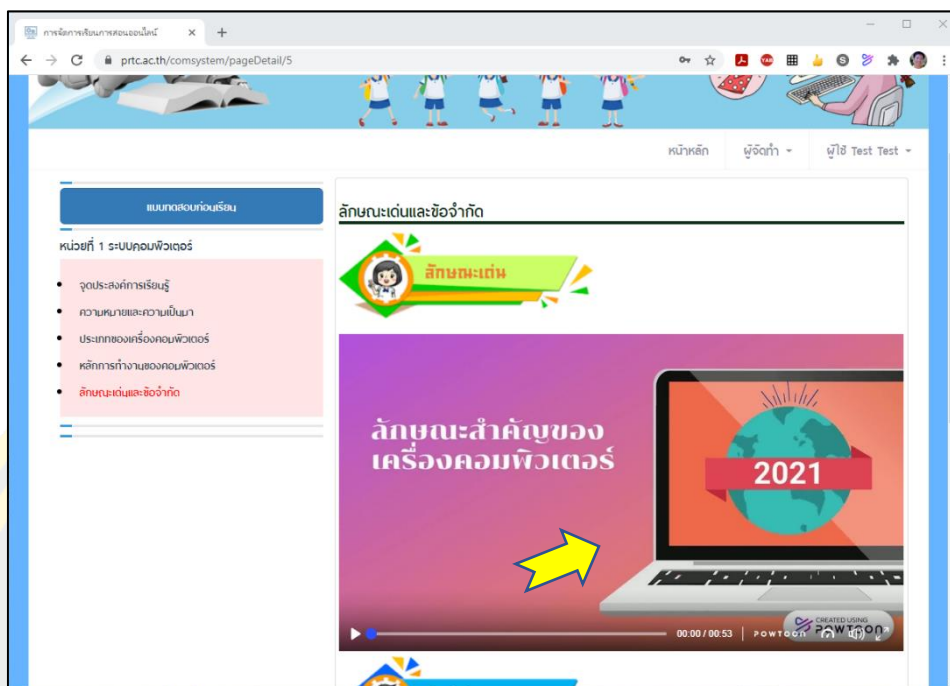 การจัดการเรียนการสอนออนไลน์
prtc.ac.th/comsystem/pageDetail/5
หน้าหลัก ผู้จัดทำ ผู้ใช้ Test Test
แบบทดสอบก่อนเรียน
หน่วยที่ 1 ระบบคอมพิวเตอร์
จุดประสงค์การเรียนรู้
ความหมายและความเป็นมา
ประเภทของเครื่องคอมพิวเตอร์
หลักการทำงานของคอมพิวเตอร์
ลักษณะเด่นและข้อจำกัด
ลักษณะเด่นและข้อจำกัด
ลักษณะเด่น
ลักษณะสำคัญของ
เครื่องคอมพิวเตอร์
2021
CREATED USING
POWTOON
00:00 / 00:53 POWTOON